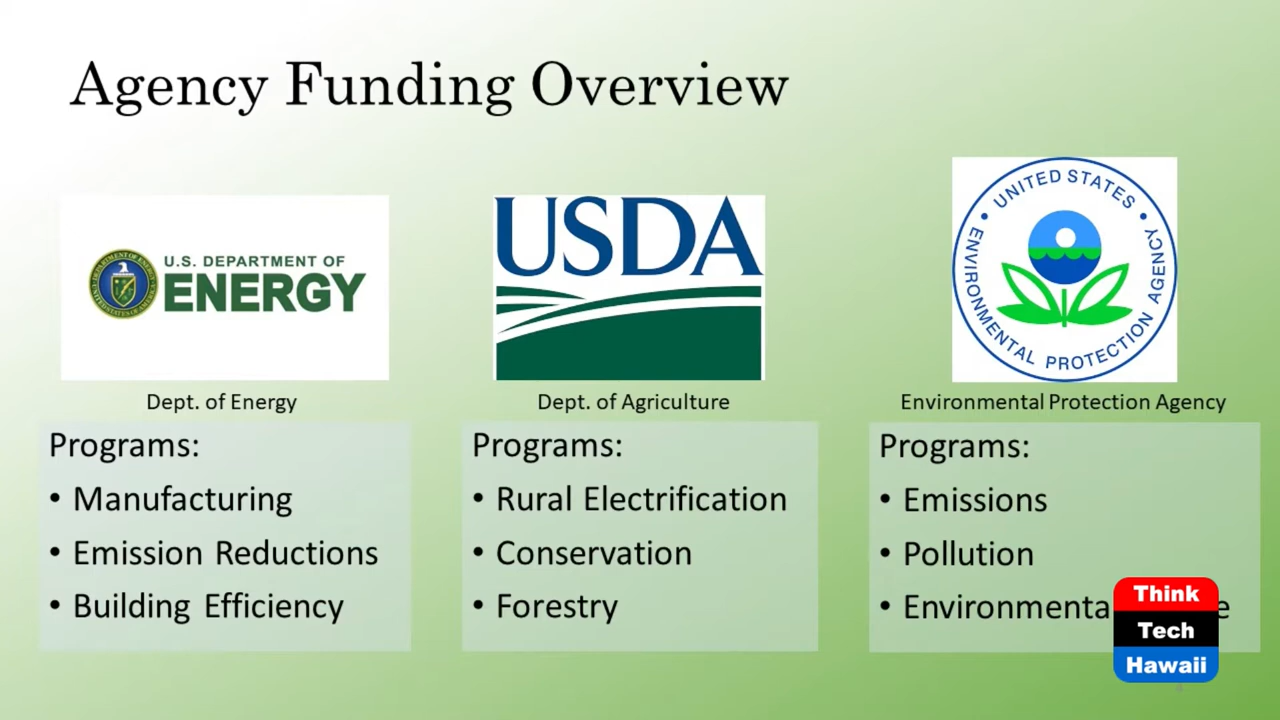 Agency Funding Overview
U.S. DEPARTMENT OF
ENERGY
Dept. of Energy
Programs:
• Manufacturing
• Emission Reductions
• Building Efficiency
USDA
Dept. of Agriculture
Programs:
• Rural Electrification
• Conservation
• Forestry
UNITED STATES
ENVIRONMENTAL PROTECTION AGENCY
Environmental Protection Agency
Programs:
• Emissions
• Pollution
•
Think
Tech
Hawaii